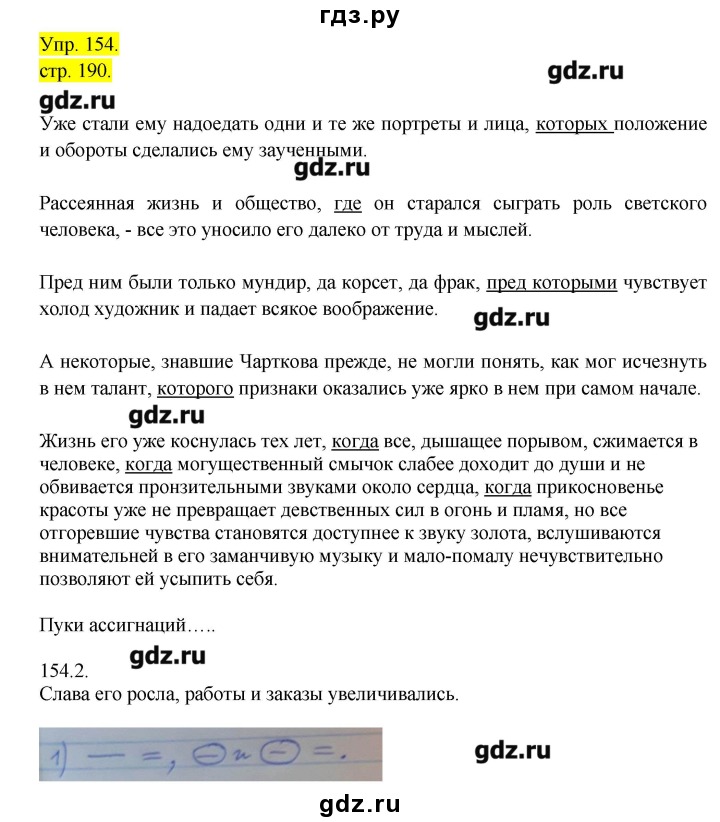 гдз.ру
Упр. 154.
стр. 190.
gdz.ru
gdz.ru
Уже стали ему надоедать одни и те же портреты и лица, которых положение
и обороты сделались ему заученными.
gdz.ru
Рассеянная жизнь и общество, где он старался сыграть роль светского
человека, - все это уносило его далеко от труда и мыслей.
Пред ним были только мундир, да корсет, да фрак, пред которыми чувствует
холод художник и падает всякое воображение.
gdz.ru
А некоторые, знавшие Чарткова прежде, не могли понять, как мог исчезнуть
в нем талант, которого признаки оказались уже ярко в нем при самом начале.
gdz.ru
Жизнь его уже коснулась тех лет, когда все, дышащее порывом, сжимается в
человеке, когда могущественный смычок слабее доходит до души и не
обвивается пронзительными звуками около сердца, когда прикосновенье
красоты уже не превращает девственных сил в огонь и пламя, но все
отгоревшие чувства становятся доступнее к звуку золота, вслушиваются
внимательней в его заманчивую музыку и мало-помалу нечувствительно
позволяют ей усыпить себя.
Пуки ассигнаций…..
gdz.ru
154.2.
Слава его росла, работы и заказы увеличивались.
1) — =, — и — =.
gdz.ru
gdz.ru